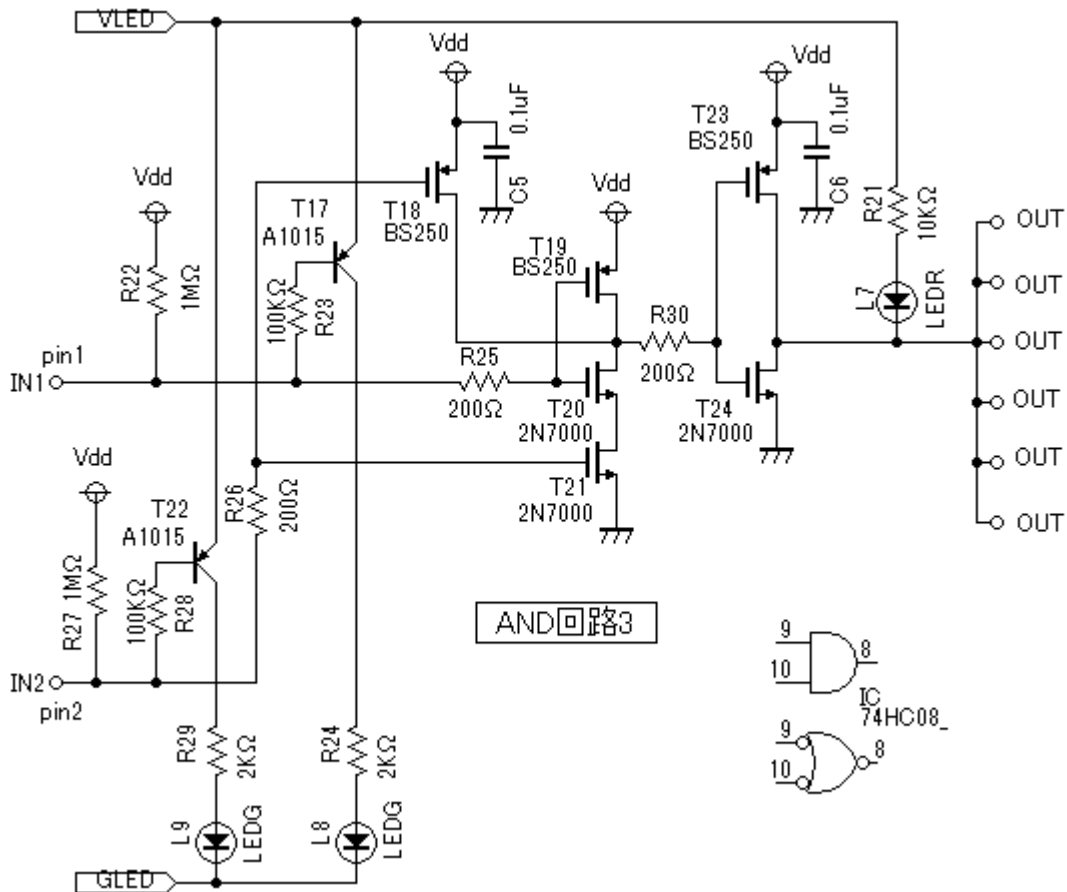 VLED
Vdd
0.1uF
C5
T18
BS250
Vdd
T23
BS250
0.1uF
C6
Vdd
R22
1MΩ
T17
A1015
100KΩ
R23
Vdd
T19
BS250
R21
10KΩ
L7
LEDR
OUT
OUT
OUT
OUT
OUT
OUT
pin1
IN1
R25
200Ω
R30
200Ω
T20
2N7000
T24
2N7000
T21
2N7000
Vdd
R26
200Ω
T22
A1015
R27 1MΩ
100KΩ
R28
IN2
pin2
AND回路3
9
10
8
IC
74HC08_
9
10
8
R29
2KΩ
R24
2KΩ
L9
LEDG
L8
LEDG
GLED